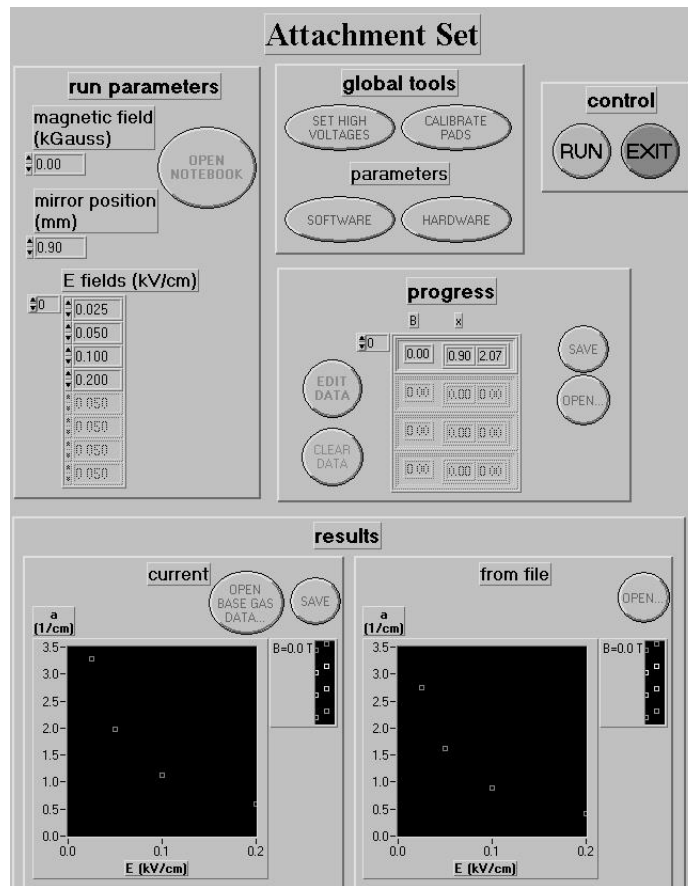 Attachment Set
run parameters
magnetic field
(kGauss)
0.00
OPEN
NOTEBOOK
mirror position
(mm)
0.90
E fields (kV/cm)
0
0.025
0.050
0.100
0.200
0.050
0.050
0.050
0.050
global tools
SET HIGH
VOLTAGES
CALIBRATE
PADS
parameters
SOFTWARE
HARDWARE
control
RUN
EXIT
progress
B x
0
0.00 0.90 2.07
0.00 0.00 0.00
0.00 0.00 0.00
0.00 0.00 0.00
EDIT
DATA
CLEAR
DATA
SAVE
OPEN...
results
current
OPEN
BASE GAS
DATA...
SAVE
a
(1/cm)
B=0.0 T
3.5
3.0
2.5
2.0
1.5
1.0
0.5
0.0
0.0 0.1 0.2
E (kV/cm)
from file
OPEN...
a
(1/cm)
B=0.0 T
3.5
3.0
2.5
2.0
1.5
1.0
0.5
0.0
0.0 0.1 0.2
E (kV/cm)